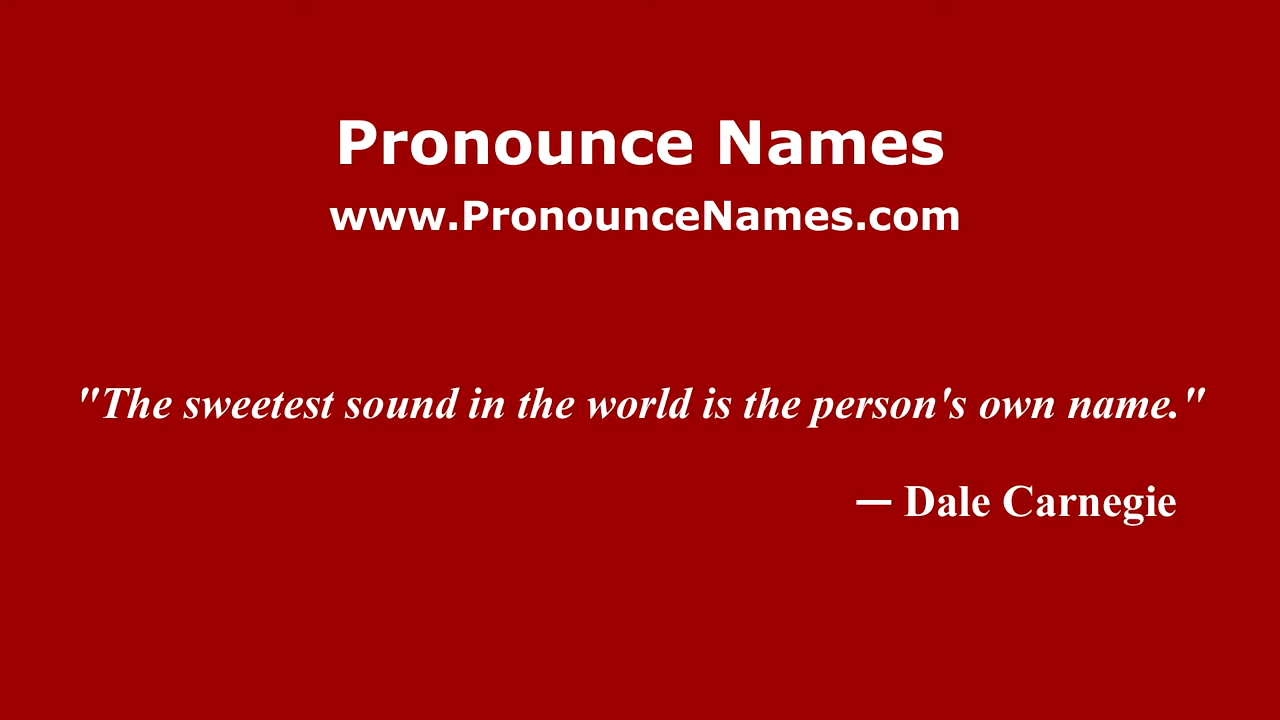 Pronounce Names
www.PronounceNames.com
"The sweetest sound in the world is the person's own name."
— Dale Carnegie